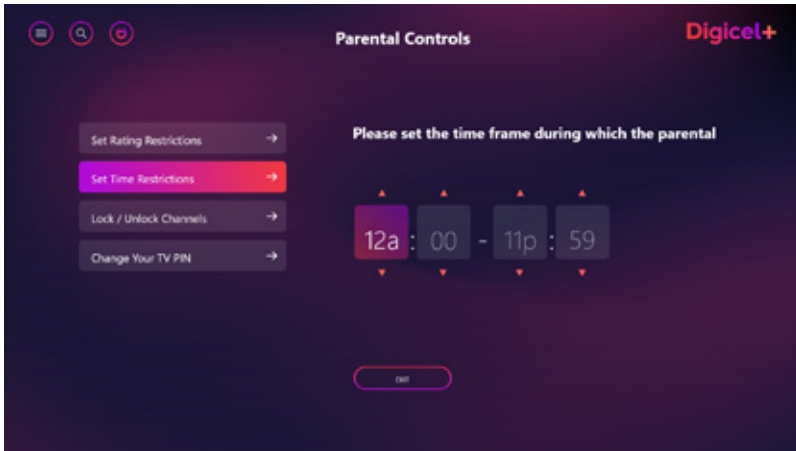 Parental Controls
Digicel+
Set Rating Restrictions
Set Time Restrictions
Lock / Unlock Channels
Change Your TV PIN
Please set the time frame during which the parental
12a : 00 - 11p : 59
EXIT